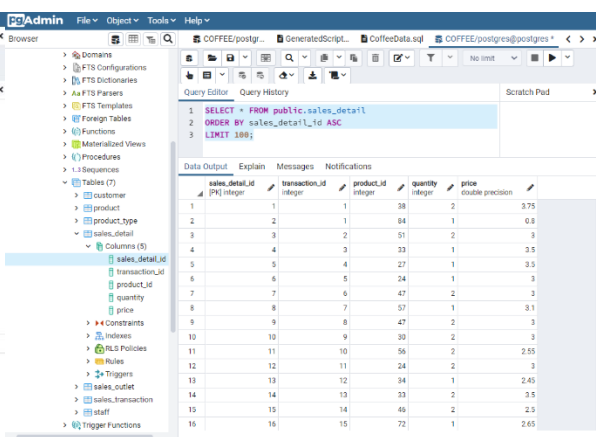 pgAdmin File Object Tools Help
Browser
COFFEE/postgr... GeneratedScript... CoffeeData.sql COFFEE/postgres@postgres *
No limit
Query Editor Query History Scratch Pad
1 SELECT * FROM public.sales_detail
2 ORDER BY sales_detail_id ASC
3 LIMIT 100;
Data Output Explain Messages Notifications
sales_detail_id [PK] integer transaction_id integer product_id integer quantity integer price double precision
1 1 1 38 2 3.75
2 2 1 84 1 0.8
3 3 2 51 2 3
4 4 3 33 1 3.5
5 5 4 27 1 3.5
6 6 5 24 1 3
7 7 6 47 2 3
8 8 7 57 1 3.1
9 9 8 47 2 3
10 10 9 30 2 3
11 11 10 56 2 2.55
12 12 11 24 2 3
13 13 12 34 1 2.45
14 14 13 33 2 3.5
15 15 14 46 2 2.5
16 16 15 72 1 2.65
Domains
FTS Configurations
FTS Dictionaries
Aa FTS Parsers
FTS Templates
Foreign Tables
Functions
Materialized Views
Procedures
1..3 Sequences
Tables (7)
customer
product
product_type
sales_detail
Columns (5)
sales_detail_id
transaction_id
product_id
quantity
price
Constraints
Indexes
RLS Policies
Rules
Triggers
sales_outlet
sales_transaction
staff
Trigger Functions